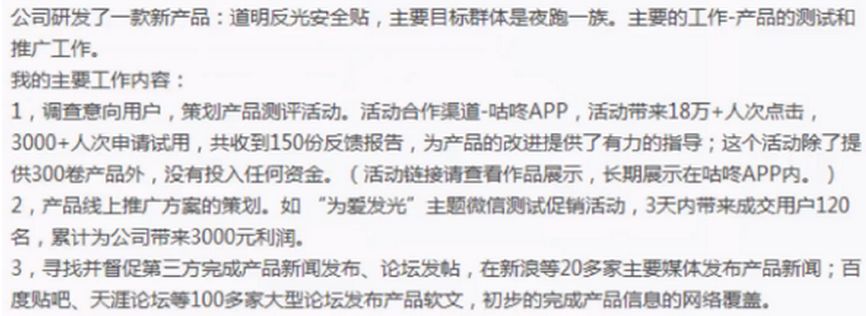 公司研发了一款新产品：道明反光安全贴，主要目标群体是夜跑一族。主要的工作-产品的测试和
推广工作。
我的主要工作内容：
1，调查意向用户，策划产品测评活动。活动合作渠道-咕咚APP，活动带来18万+人次点击，
3000+人次申请试用，共收到150份反馈报告，为产品的改进提供了有力的指导；这个活动除了提
供300卷产品外，没有投入任何资金。（活动链接请查看作品展示，长期展示在咕咚APP内。）
2，产品线上推广方案的策划。如 “为爱发光”主题微信测试促销活动，3天内带来成交用户120
名，累计为公司带来3000元利润。
3，寻找并督促第三方完成产品新闻发布、论坛发帖，在新浪等20多家主要媒体发布产品新闻；百
度贴吧、天涯论坛等100多家大型论坛发布产品软文，初步的完成产品信息的网络覆盖。